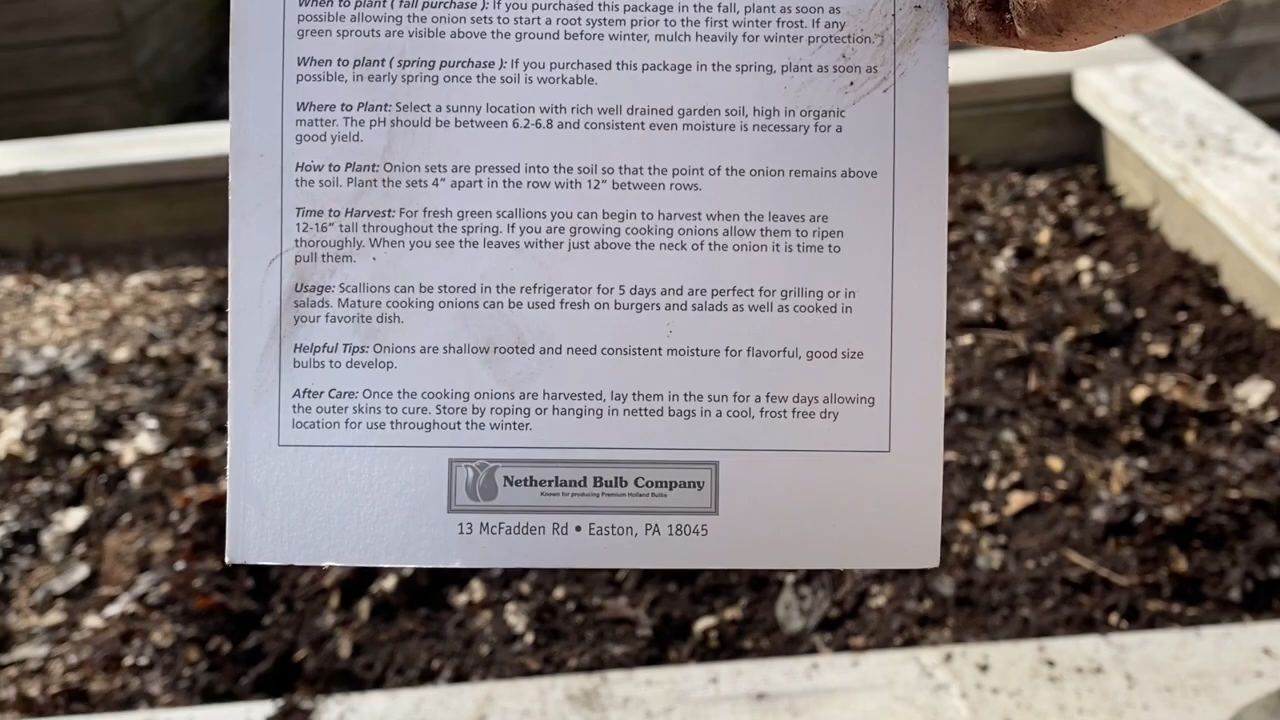 When to plant ( fall purchase ): If you purchased this package in the fall, plant as soon as
possible allowing the onion sets to start a root system prior to the first winter frost. If any
green sprouts are visible above the ground before winter, mulch heavily for winter protection.
When to plant ( spring purchase ): If you purchased this package in the spring, plant as soon as
possible, in early spring once the soil is workable.
Where to Plant: Select a sunny location with rich well drained garden soil, high in organic
matter. The pH should be between 6.2-6.8 and consistent even moisture is necessary for a
good yield.
How to Plant: Onion sets are pressed into the soil so that the point of the onion remains above
the soil. Plant the sets 4" apart in the row with 12" between rows.
Time to Harvest: For fresh green scallions you can begin to harvest when the leaves are
12-16" tall throughout the spring. If you are growing cooking onions allow them to ripen
thoroughly. When you see the leaves wither just above the neck of the onion it is time to
pull them.
Usage: Scallions can be stored in the refrigerator for 5 days and are perfect for grilling or in
salads. Mature cooking onions can be used fresh on burgers and salads as well as cooked in
your favorite dish.
Helpful Tips: Onions are shallow rooted and need consistent moisture for flavorful, good size
bulbs to develop.
After Care: Once the cooking onions are harvested, lay them in the sun for a few days allowing
the outer skins to cure. Store by roping or hanging in netted bags in a cool, frost free dry
location for use throughout the winter.
Netherland Bulb Company
Known for producing Premium Holland Bulbs
13 McFadden Rd • Easton, PA 18045